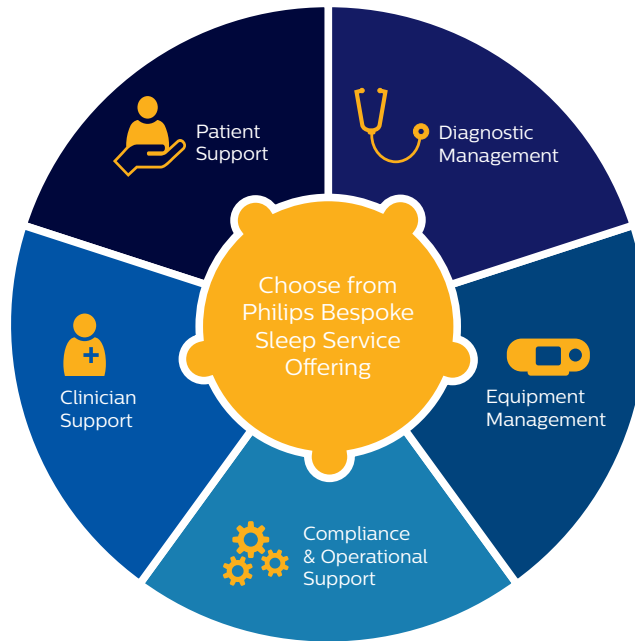 Patient
Support
Diagnostic
Management
Choose from
Philips Bespoke
Sleep Service
Offering
Clinician
Support
Equipment
Management
Compliance
& Operational
Support